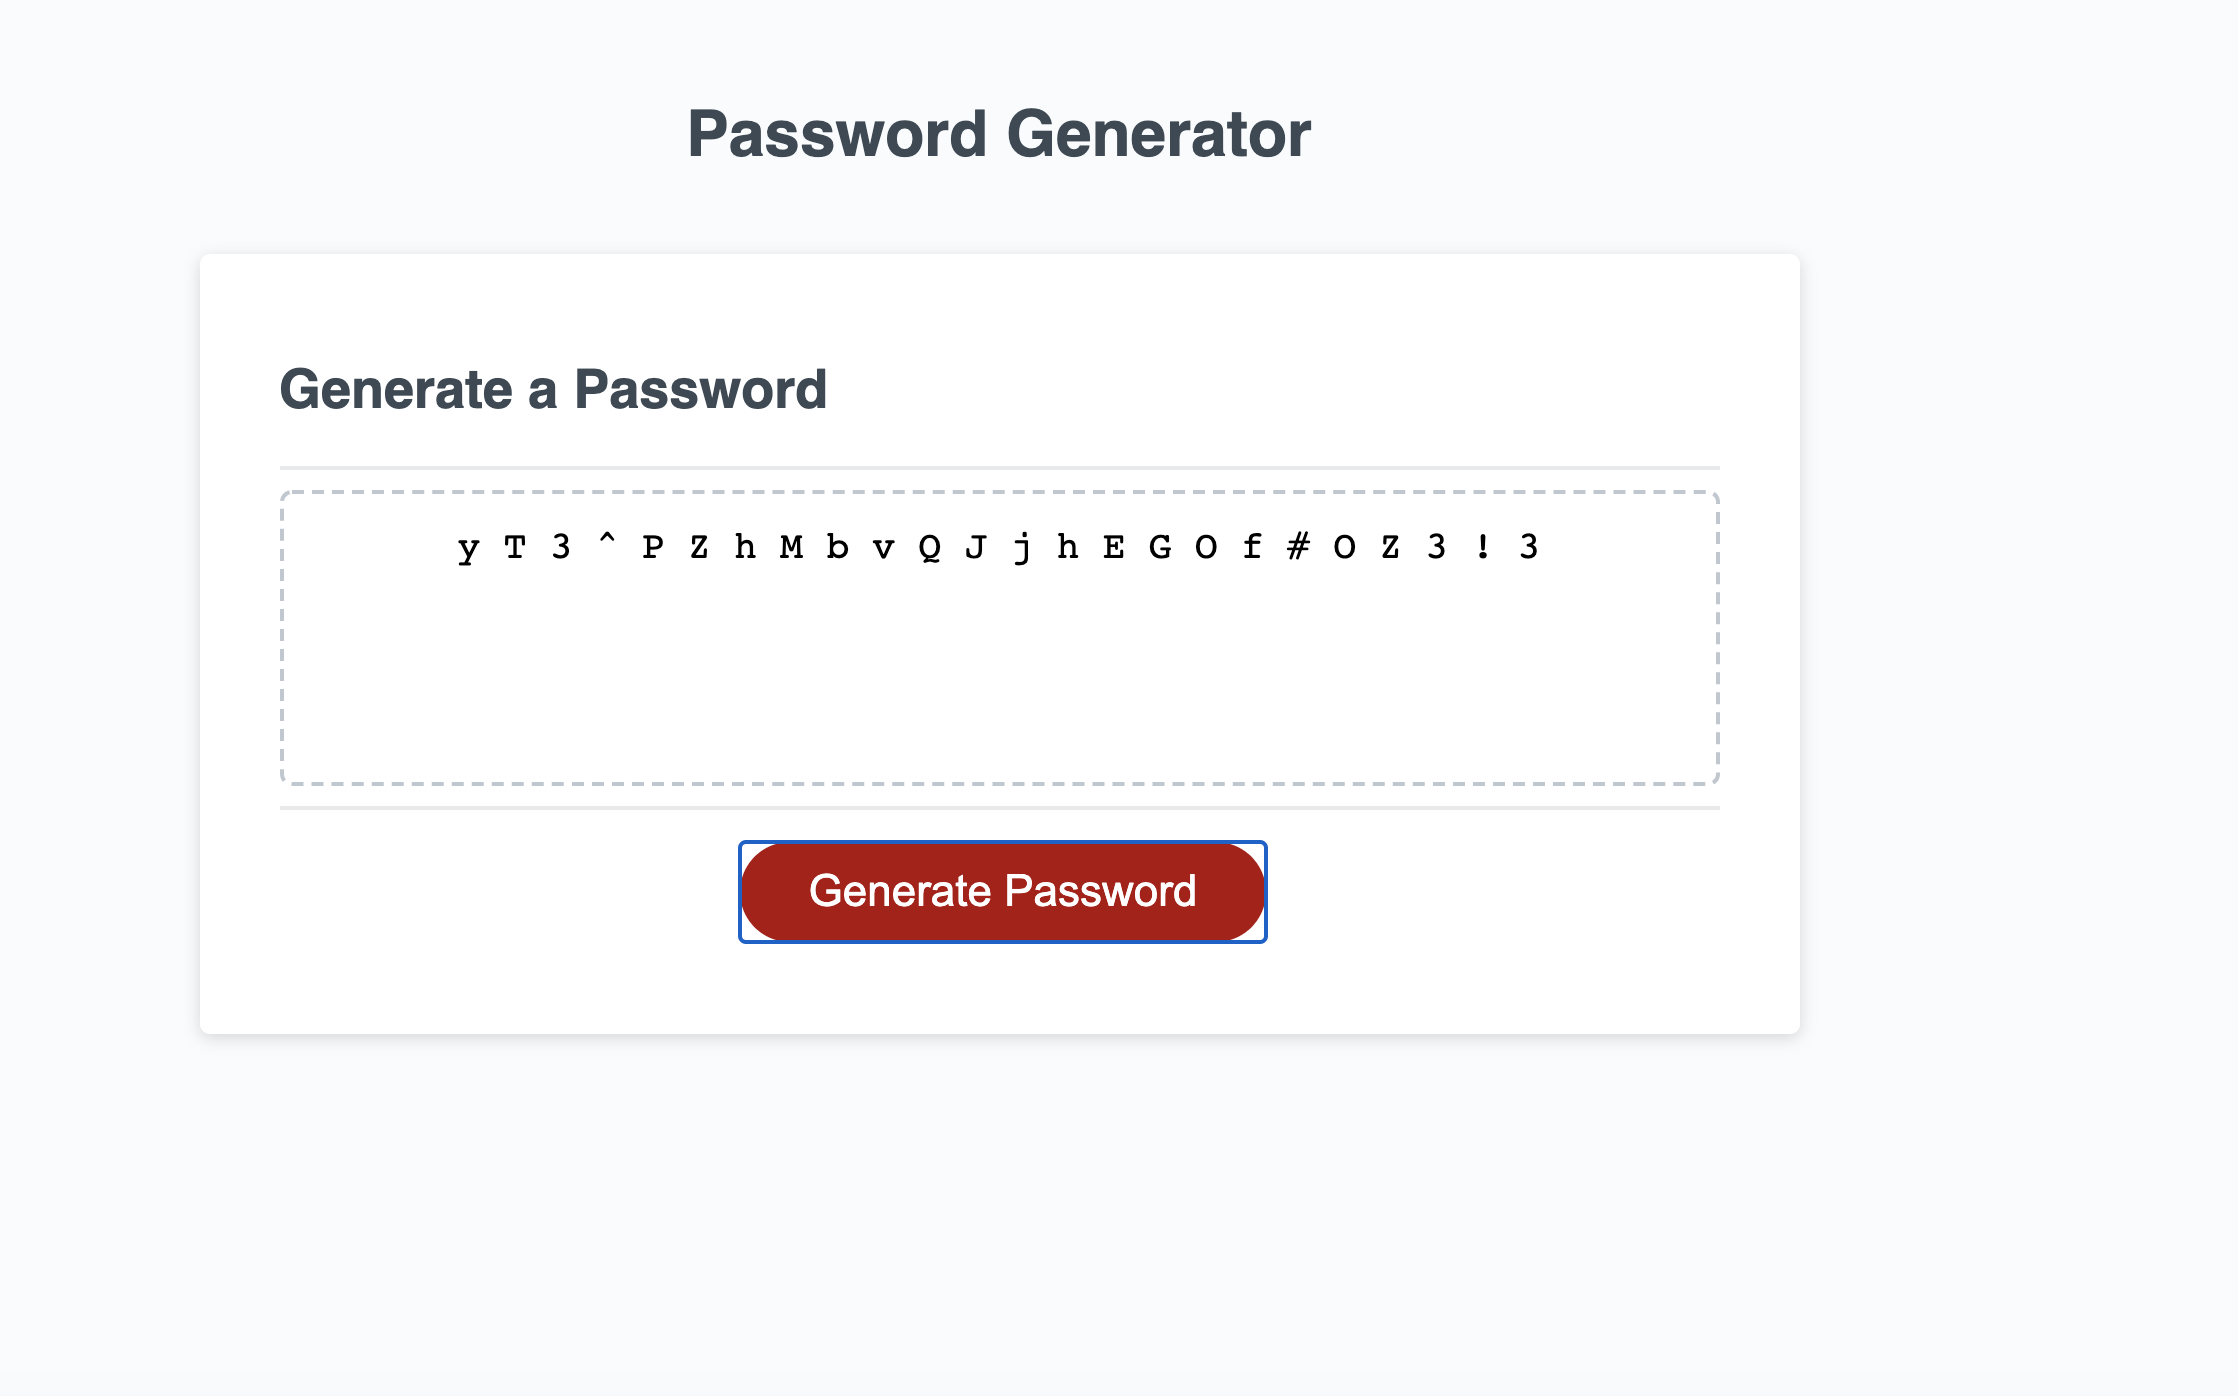 Password Generator
Generate a Password
y T 3 ^ P Z h M b v Q J j h E G O f # O Z 3 ! 3
Generate Password